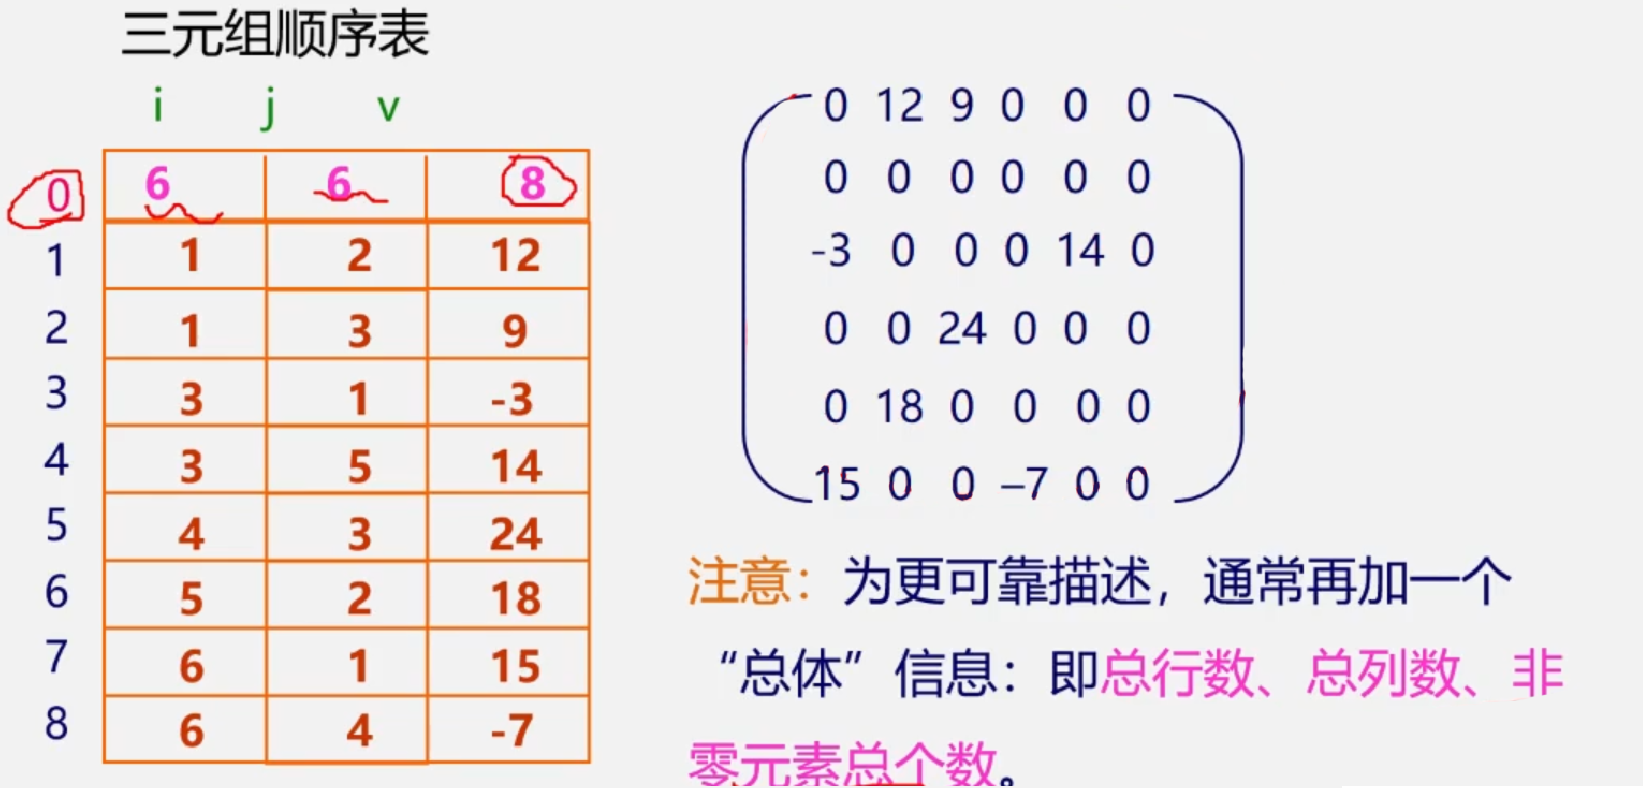 三元组顺序表
i j v
0 6 6 8
1 1 2 12
2 1 3 9
3 3 1 -3
4 3 5 14
5 4 3 24
6 5 2 18
7 6 1 15
8 6 4 -7
0 12 9 0 0 0
0 0 0 0 0 0
-3 0 0 0 14 0
0 0 24 0 0 0
0 18 0 0 0 0
15 0 0 –7 0 0
注意：为更可靠描述，通常再加一个
“总体”信息：即总行数、总列数、非
零元素总个数。